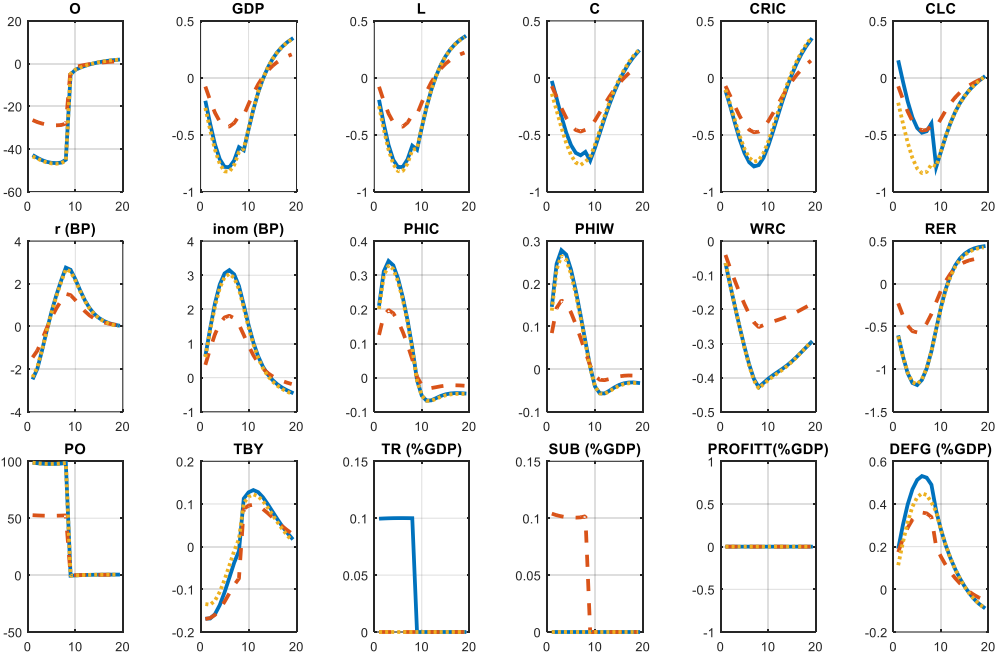 O GDP L C CRIC CLC
20 0.5 0.5 0.5 0.5 0.5
0 0 0 0 0 0
-20
-0.5 -0.5 -0.5 -0.5 -0.5
-40
-60 -1 -1 -1 -1 -1
0 10 20 0 10 20 0 10 20 0 10 20 0 10 20 0 10 20
r (BP) inom (BP) PHIC PHIW WRC RER
4 4 0.5 0.3 0 0.5
3 0.4 -0.1
2 0.3 0.2 0
2 0.2 -0.2
0 1 0.1 0.1 -0.5
-0.3
-2 0 0 0 -0.4 -1
-4 -1 -0.1 -0.1 -0.5 -1.5
0 10 20 0 10 20 0 10 20 0 10 20 0 10 20 0 10 20
PO TBY TR (%GDP) SUB (%GDP) PROFITT(%GDP) DEFG (%GDP)
100 0.2 0.15 0.15 1 0.6
50 0.1 0.1 0.1 0.5 0.4
0 0 0.2
0 -0.1 0.05 0.05 -0.5 0
-50 -0.2 0 0 -1 -0.2
0 10 20 0 10 20 0 10 20 0 10 20 0 10 20 0 10 20